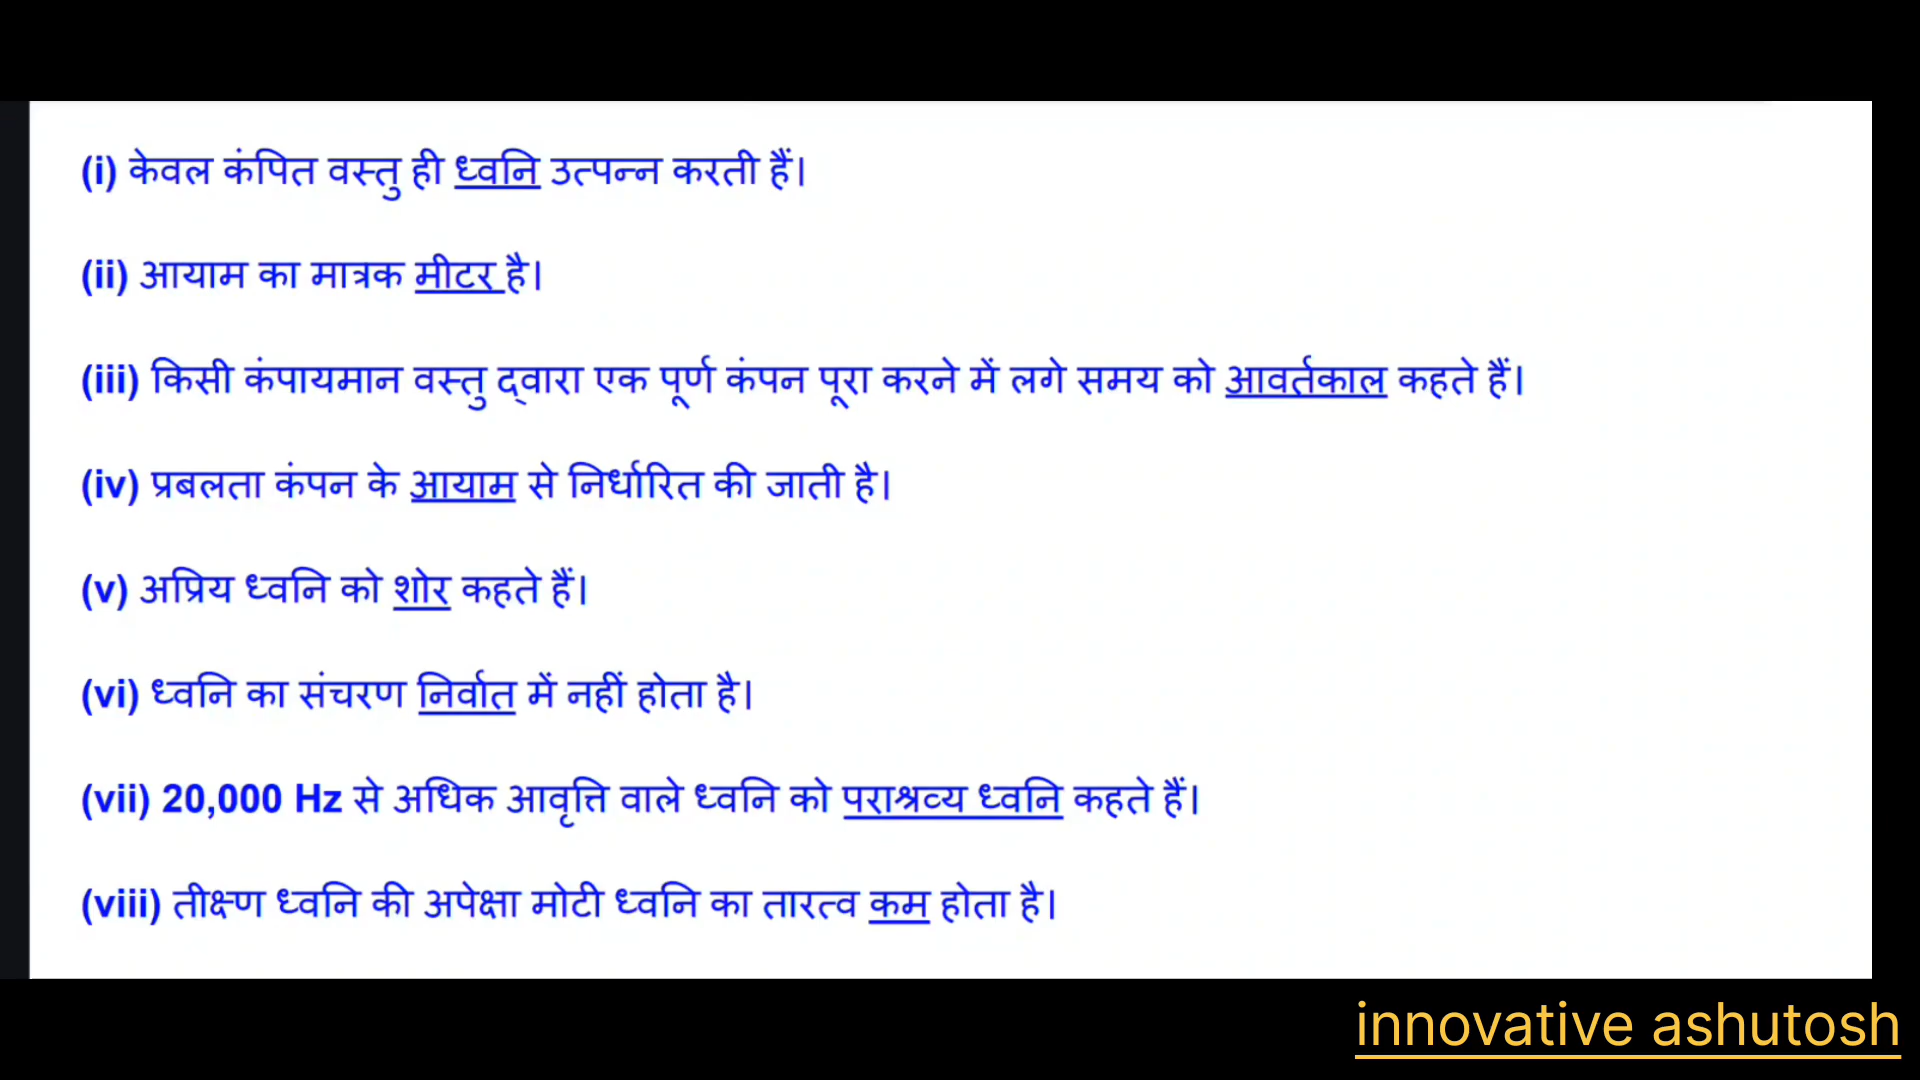 (i) केवल कंपित वस्तु ही ध्वनि उत्पन्न करती हैं।
(ii) आयाम का मात्रक मीटर है।
(iii) किसी कंपायमान वस्तु द्वारा एक पूर्ण कंपन पूरा करने में लगे समय को आवर्तकाल कहते हैं।
(iv) प्रबलता कंपन के आयाम से निर्धारित की जाती है।
(v) अप्रिय ध्वनि को शोर कहते हैं।
(vi) ध्वनि का संचरण निर्वात में नहीं होता है।
(vii) 20,000 Hz से अधिक आवृत्ति वाले ध्वनि को पराश्रव्य ध्वनि कहते हैं।
(viii) तीक्ष्ण ध्वनि की अपेक्षा मोटी ध्वनि का तारत्व कम होता है।
innovative ashutosh